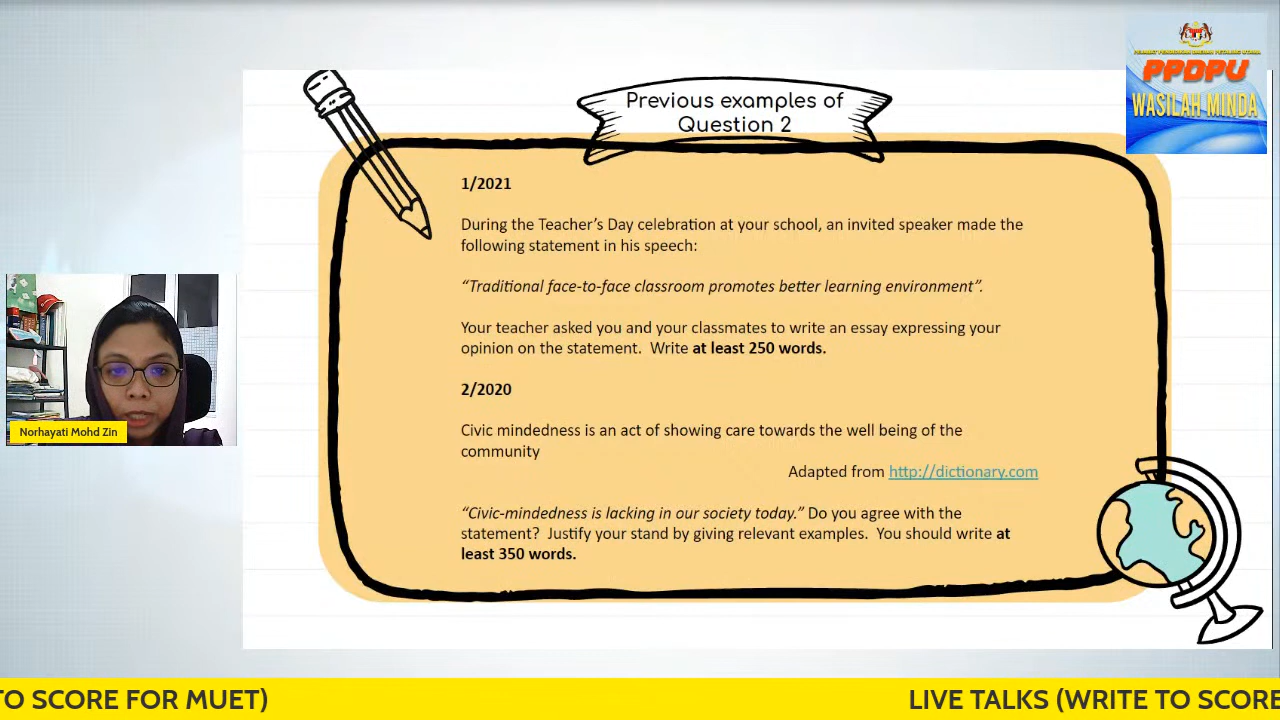 Previous examples of
Question 2
PEJABAT PENDIDIKAN DAERAH PETALING UTAMA
PPDPU
WASILAH MINDA
1/2021
During the Teacher’s Day celebration at your school, an invited speaker made the
following statement in his speech:
“Traditional face-to-face classroom promotes better learning environment”.
Your teacher asked you and your classmates to write an essay expressing your
opinion on the statement.  Write at least 250 words.
2/2020
Civic mindedness is an act of showing care towards the well being of the
community
Adapted from http://dictionary.com
“Civic-mindedness is lacking in our society today.” Do you agree with the
statement?  Justify your stand by giving relevant examples.  You should write at
least 350 words.
Norhayati Mohd Zin
TO SCORE FOR MUET)
LIVE TALKS (WRITE TO SCORE